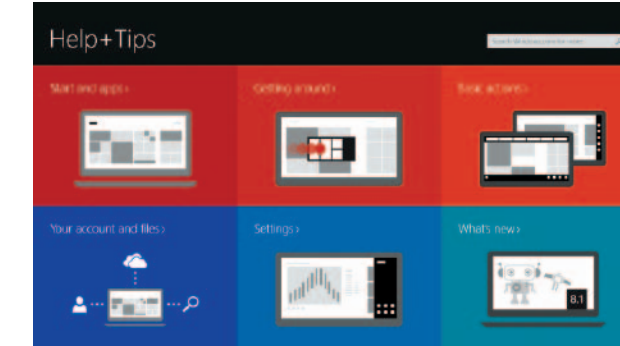 Help+Tips
Start and apps›
Getting around›
Basic actions›
Your account and files›
Settings›
What's new›
8.1